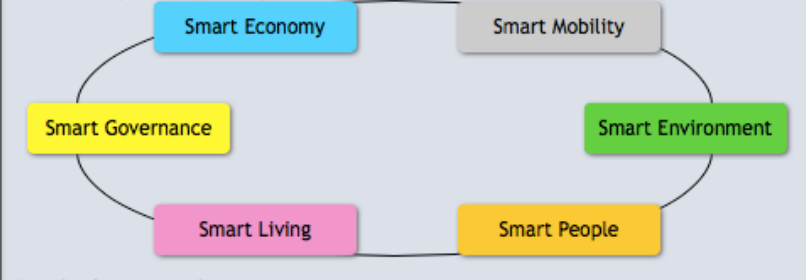 Smart Economy
Smart Mobility
Smart Governance
Smart Environment
Smart Living
Smart People